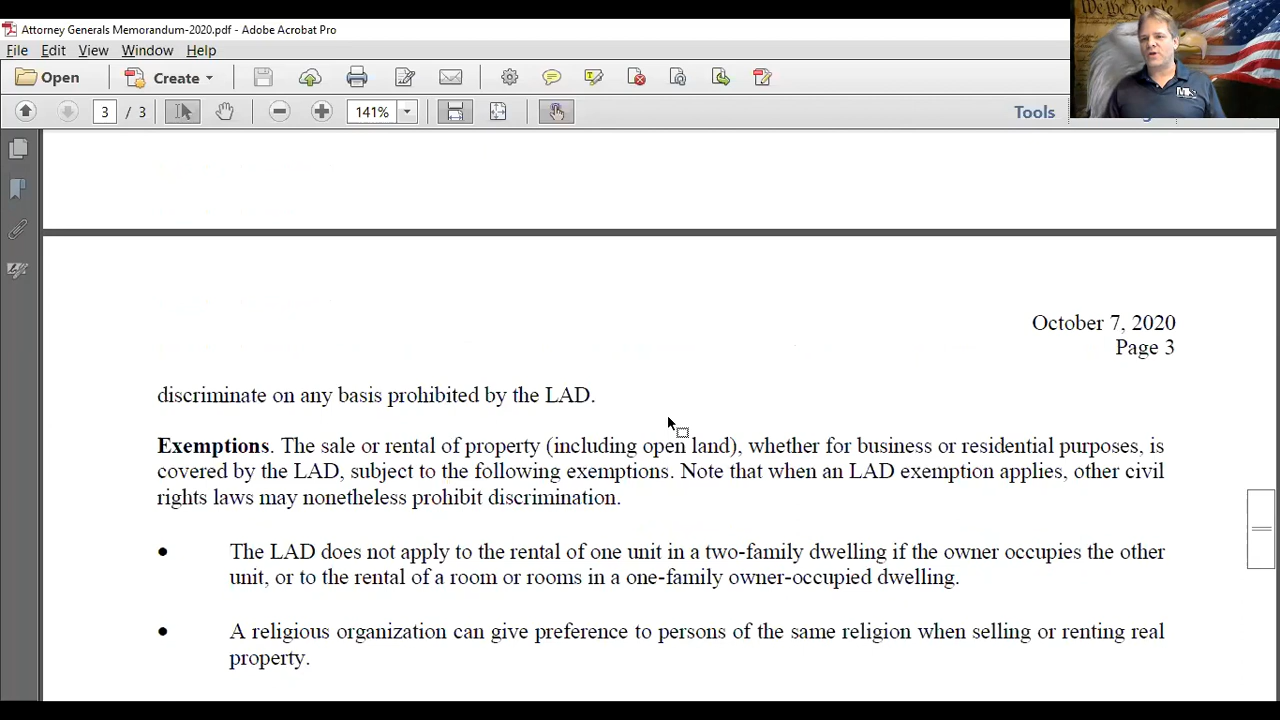 Attorney Generals Memorandum-2020.pdf - Adobe Acrobat Pro
File Edit View Window Help
Open Create
3 / 3 141% Tools
October 7, 2020
Page 3
discriminate on any basis prohibited by the LAD.
Exemptions. The sale or rental of property (including open land), whether for business or residential purposes, is
covered by the LAD, subject to the following exemptions. Note that when an LAD exemption applies, other civil
rights laws may nonetheless prohibit discrimination.
• The LAD does not apply to the rental of one unit in a two-family dwelling if the owner occupies the other
unit, or to the rental of a room or rooms in a one-family owner-occupied dwelling.
• A religious organization can give preference to persons of the same religion when selling or renting real
property.